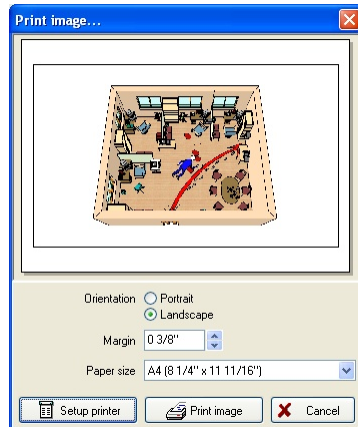 Print image...
Orientation
Portrait
Landscape
Margin 0 3/8''
Paper size A4 (8 1/4'' x 11 11/16'')
Setup printer Print image Cancel